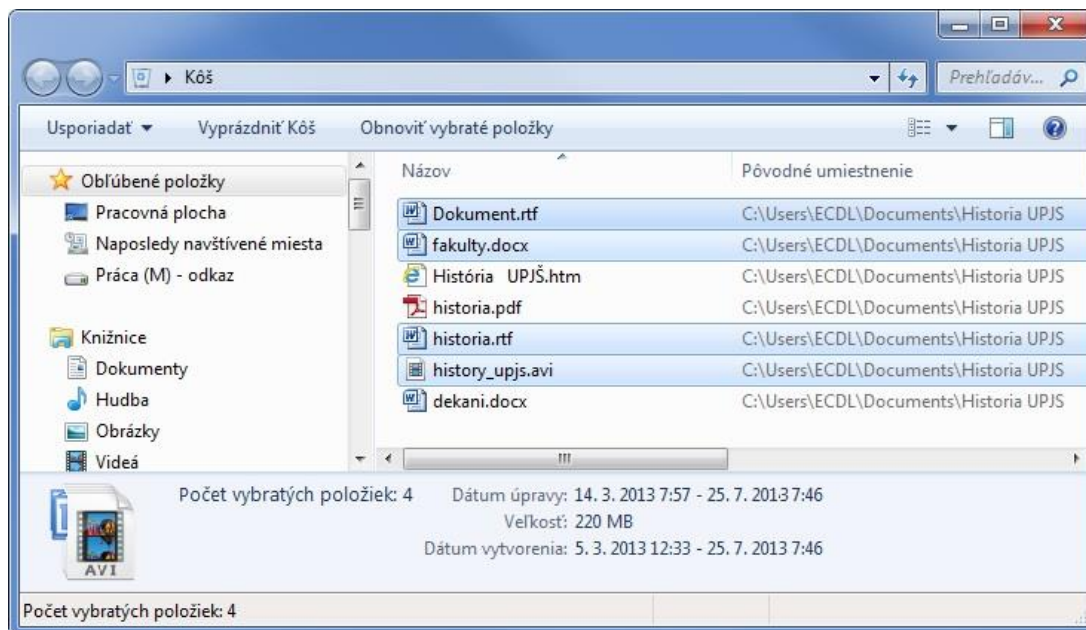 Kôš
Prehľadáv...
Usporiadať Vyprázdniť Kôš Obnoviť vybraté položky
Obľúbené položky
Pracovná plocha
Naposledy navštívené miesta
Práca (M) - odkaz
Knižnice
Dokumenty
Hudba
Obrázky
Videá
Názov Pôvodné umiestnenie
Dokument.rtf C:\Users\ECDL\Documents\Historia UPJS
fakulty.docx C:\Users\ECDL\Documents\Historia UPJS
História UPJŠ.htm C:\Users\ECDL\Documents\Historia UPJS
historia.pdf C:\Users\ECDL\Documents\Historia UPJS
historia.rtf C:\Users\ECDL\Documents\Historia UPJS
history_upjs.avi C:\Users\ECDL\Documents\Historia UPJS
dekani.docx C:\Users\ECDL\Documents\Historia UPJS
Počet vybratých položiek: 4 Dátum úpravy: 14. 3. 2013 7:57 - 25. 7. 2013 7:46
Veľkosť: 220 MB
Dátum vytvorenia: 5. 3. 2013 12:33 - 25. 7. 2013 7:46
AVI
Počet vybratých položiek: 4